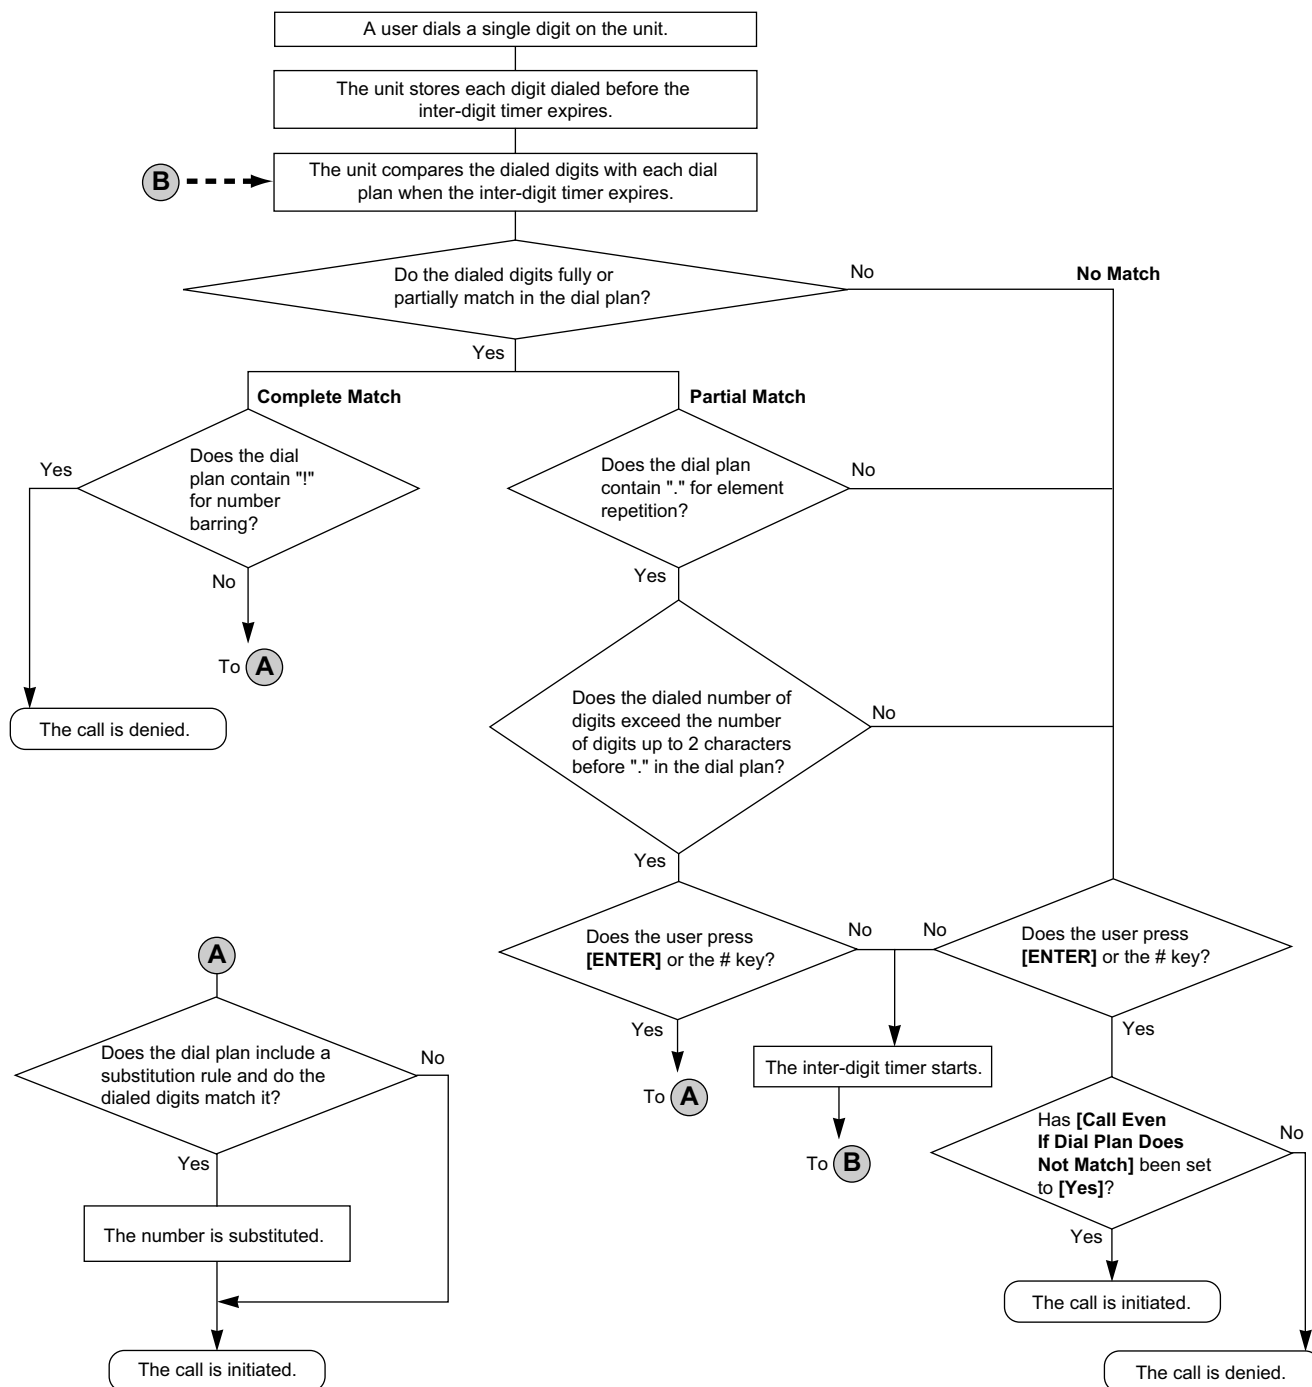 A user dials a single digit on the unit.
The unit stores each digit dialed before the
inter-digit timer expires.
B
The unit compares the dialed digits with each dial
plan when the inter-digit timer expires.
Do the dialed digits fully or
partially match in the dial plan?
No
No Match
Yes
Complete Match
Partial Match
Yes
Does the dial
plan contain "!"
for number
barring?
Does the dial plan
contain "." for element
repetition?
No
No
Yes
To A
The call is denied.
Does the dialed number of
digits exceed the number
of digits up to 2 characters
before "." in the dial plan?
No
Yes
Does the user press
[ENTER] or the # key?
No
No
Does the user press
[ENTER] or the # key?
Yes
Yes
To A
The inter-digit timer starts.
To B
Has [Call Even
If Dial Plan Does
Not Match] been set
to [Yes]?
No
Yes
The call is initiated.
The call is denied.
A
Does the dial plan include a
substitution rule and do the
dialed digits match it?
No
Yes
The number is substituted.
The call is initiated.